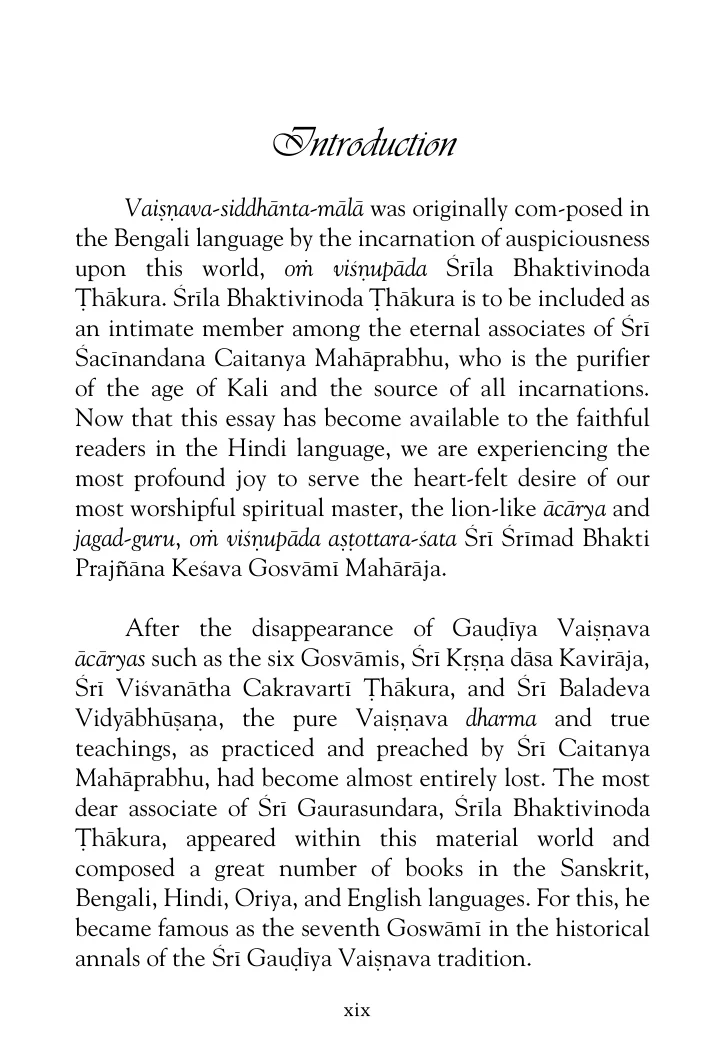 Introduction
Vaiṣṇava-siddhānta-mālā was originally com-posed in
the Bengali language by the incarnation of auspiciousness
upon this world, oṁ viśṇupāda Śrīla Bhaktivinoda
Ṭhākura. Śrīla Bhaktivinoda Ṭhākura is to be included as
an intimate member among the eternal associates of Śrī
Śacīnandana Caitanya Mahāprabhu, who is the purifier
of the age of Kali and the source of all incarnations.
Now that this essay has become available to the faithful
readers in the Hindi language, we are experiencing the
most profound joy to serve the heart-felt desire of our
most worshipful spiritual master, the lion-like ācārya and
jagad-guru, oṁ viśṇupāda aṣṭottara-śata Śrī Śrīmad Bhakti
Prajñāna Keśava Gosvāmī Mahārāja.
After the disappearance of Gauḍīya Vaiṣṇava
ācāryas such as the six Gosvāmis, Śrī Kṛṣṇa dāsa Kavirāja,
Śrī Viśvanātha Cakravartī Ṭhākura, and Śrī Baladeva
Vidyābhūṣaṇa, the pure Vaiṣṇava dharma and true
teachings, as practiced and preached by Śrī Caitanya
Mahāprabhu, had become almost entirely lost. The most
dear associate of Śrī Gaurasundara, Śrīla Bhaktivinoda
Ṭhākura, appeared within this material world and
composed a great number of books in the Sanskrit,
Bengali, Hindi, Oriya, and English languages. For this, he
became famous as the seventh Goswāmī in the historical
annals of the Śrī Gauḍīya Vaiṣṇava tradition.
xix